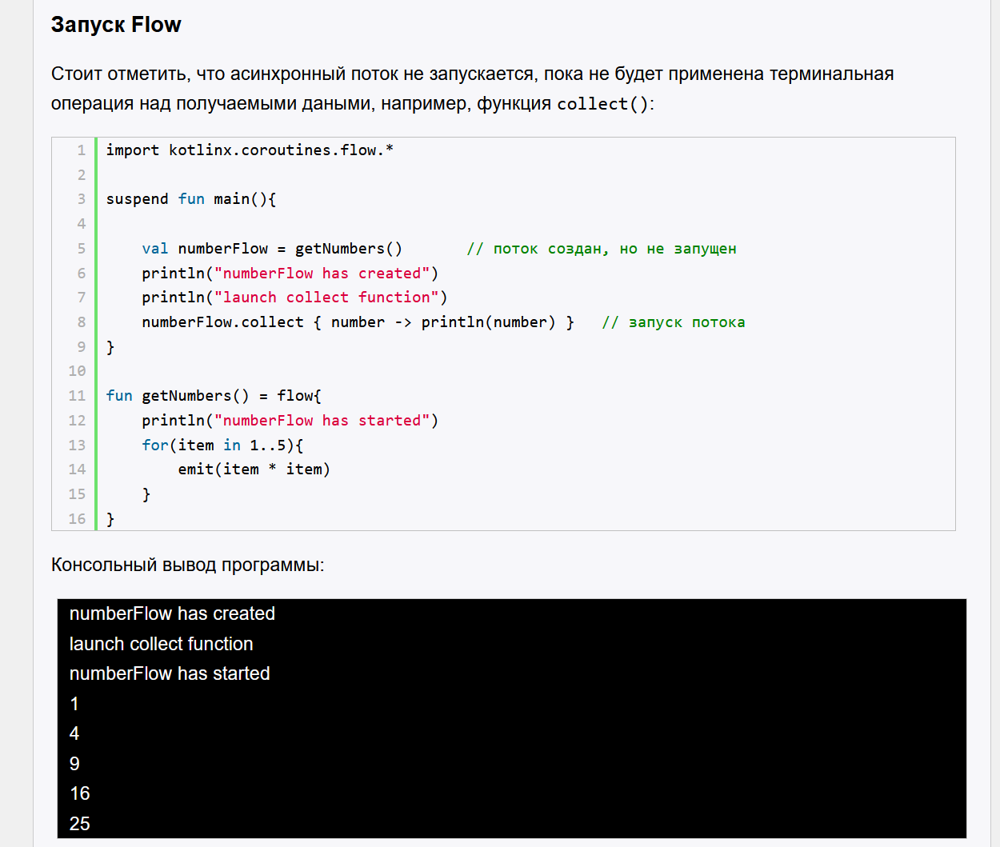 Запуск Flow
Стоит отметить, что асинхронный поток не запускается, пока не будет применена терминальная
операция над получаемыми даными, например, функция collect():
1 import kotlinx.coroutines.flow.*
2
3 suspend fun main(){
4
5     val numberFlow = getNumbers()       // поток создан, но не запущен
6     println("numberFlow has created")
7     println("launch collect function")
8     numberFlow.collect { number -> println(number) }   // запуск потока
9 }
10
11 fun getNumbers() = flow{
12     println("numberFlow has started")
13     for(item in 1..5){
14         emit(item * item)
15     }
16 }
Консольный вывод программы:
numberFlow has created
launch collect function
numberFlow has started
1
4
9
16
25